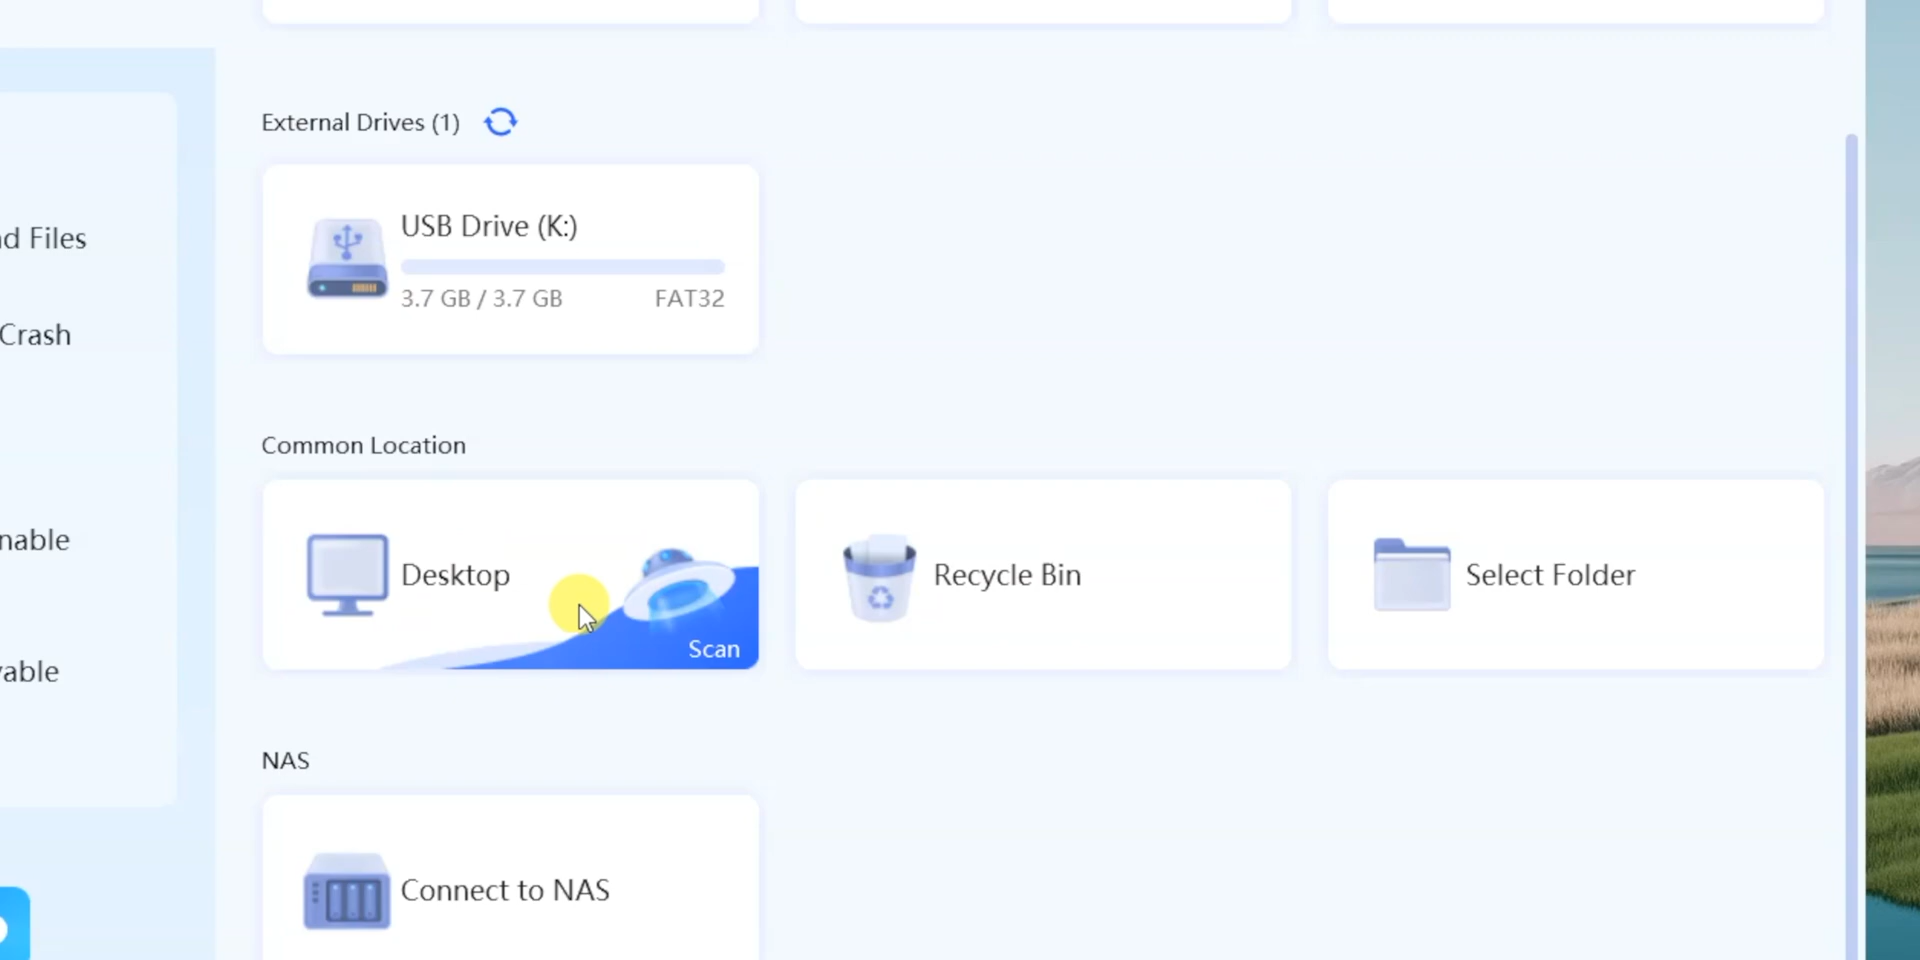 External Drives (1)
USB Drive (K:)
3.7 GB / 3.7 GB
FAT32
d Files
Crash
Common Location
Desktop
Scan
Recycle Bin
Select Folder
nable
vable
NAS
Connect to NAS